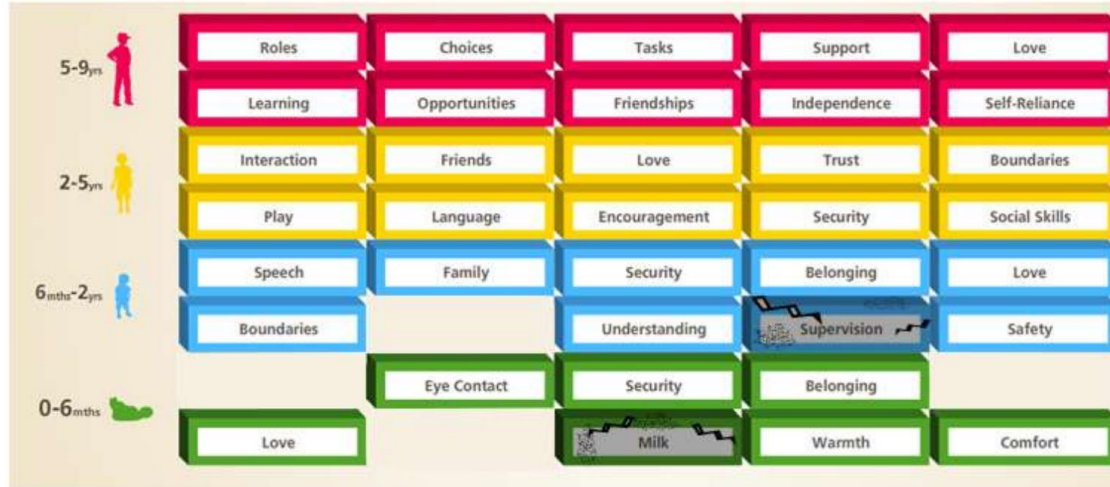 5-9yrs
Roles Choices Tasks Support Love
Learning Opportunities Friendships Independence Self-Reliance
2-5yrs
Interaction Friends Love Trust Boundaries
Play Language Encouragement Security Social Skills
6mths-2yrs
Speech Family Security Belonging Love
Boundaries Understanding Supervision Safety
0-6mths
Eye Contact Security Belonging
Love Milk Warmth Comfort